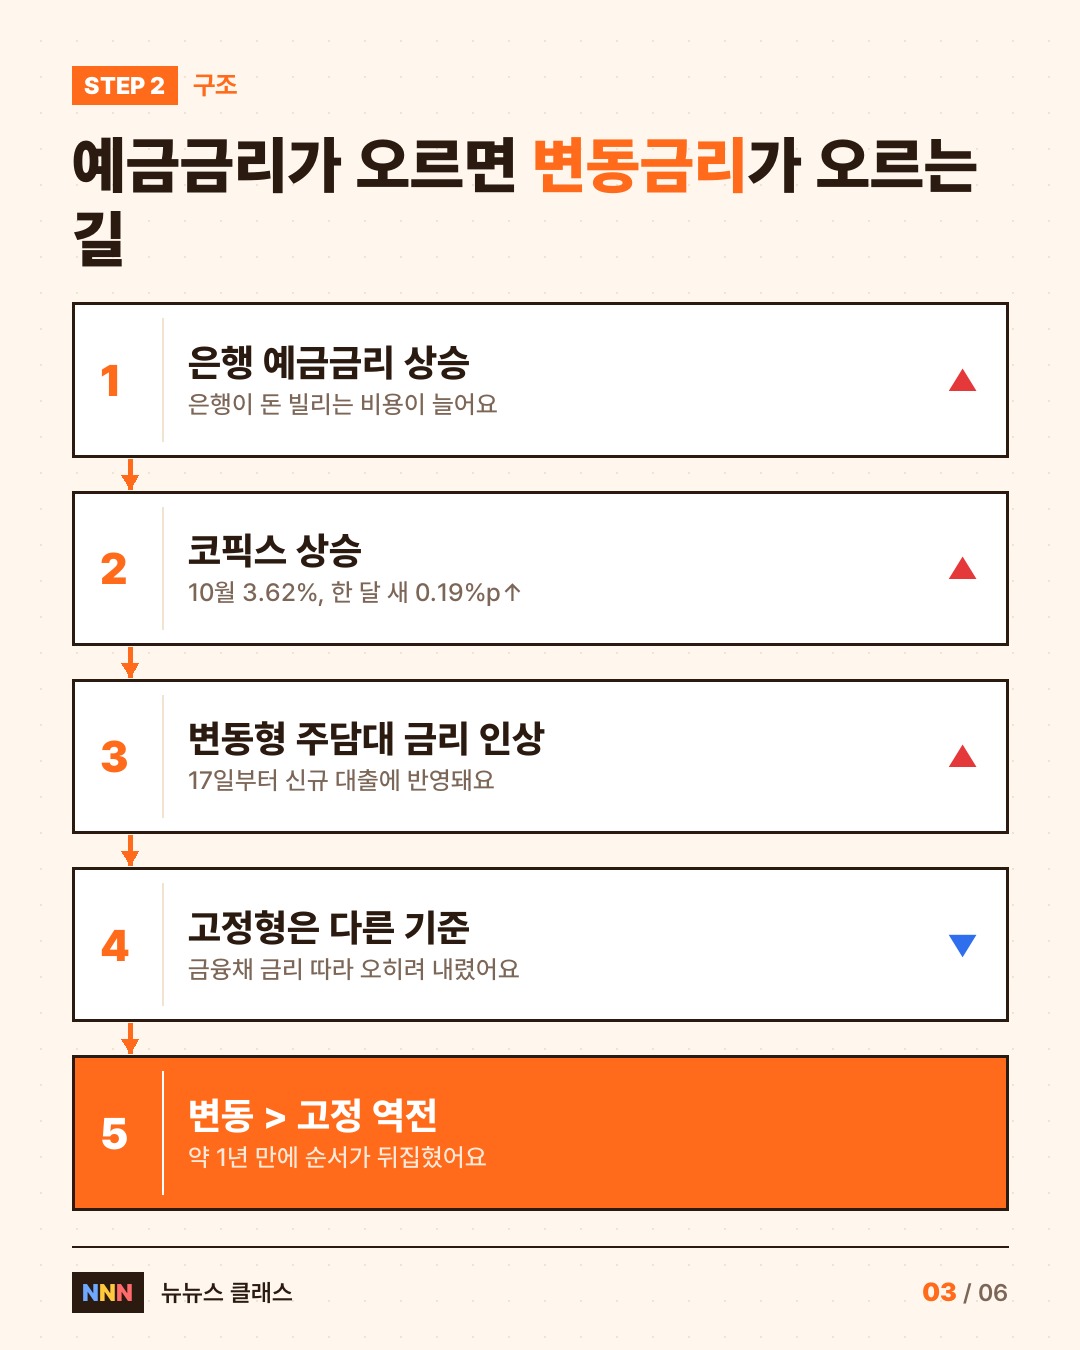 STEP 2 구조
예금금리가 오르면 변동금리가 오르는
길
1
은행 예금금리 상승
은행이 돈 빌리는 비용이 늘어요
▲
2
코픽스 상승
10월 3.62%, 한 달 새 0.19%p↑
▲
3
변동형 주담대 금리 인상
17일부터 신규 대출에 반영돼요
▲
4
고정형은 다른 기준
금융채 금리 따라 오히려 내렸어요
▼
5
변동 > 고정 역전
약 1년 만에 순서가 뒤집혔어요
NNN 뉴뉴스 클래스
03 / 06